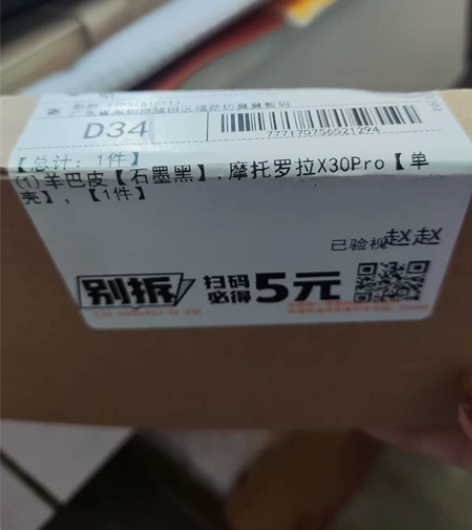 D34
777170756521294
【总计：1件】
(1)羊巴皮【石墨黑】,摩托罗拉X30Pro【单
壳】,【1件】
已验视赵赵
别拆 扫码必得5元